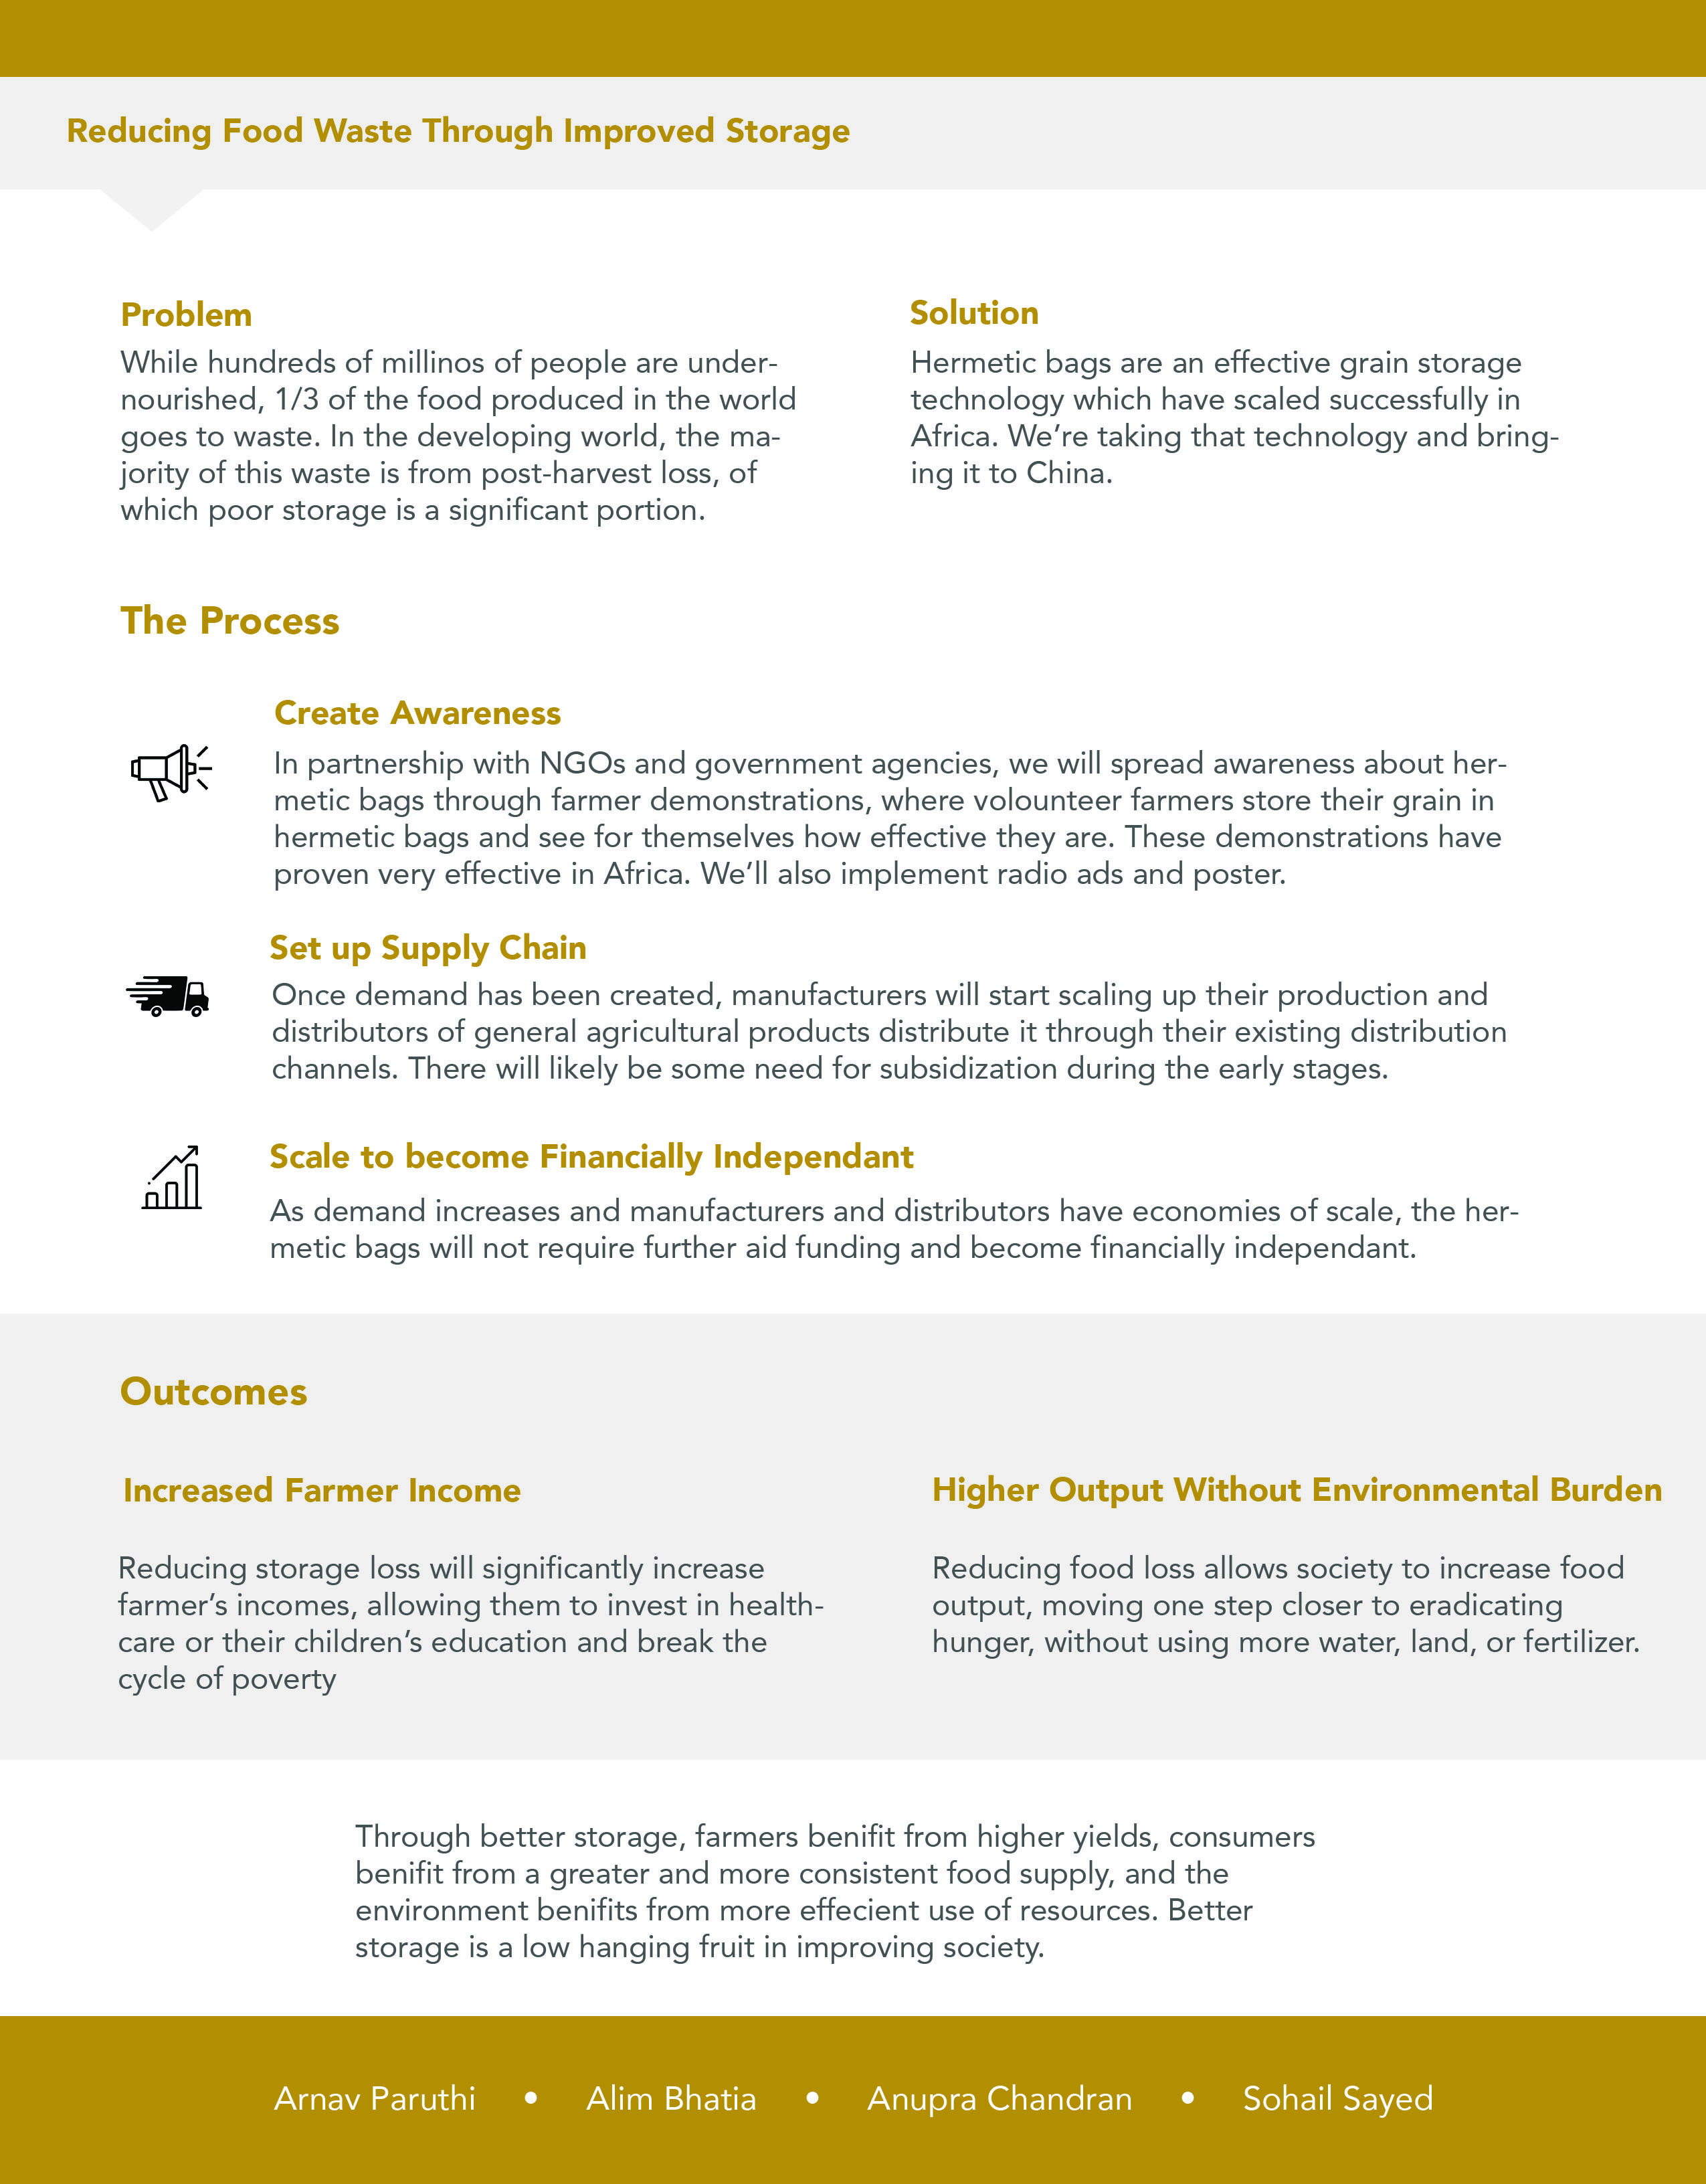 Reducing Food Waste Through Improved Storage
Problem
While hundreds of millinos of people are under-
nourished, 1/3 of the food produced in the world
goes to waste. In the developing world, the ma-
jority of this waste is from post-harvest loss, of
which poor storage is a significant portion.
Solution
Hermetic bags are an effective grain storage
technology which have scaled successfully in
Africa. We’re taking that technology and bring-
ing it to China.
The Process
Create Awareness
In partnership with NGOs and government agencies, we will spread awareness about her-
metic bags through farmer demonstrations, where volounteer farmers store their grain in
hermetic bags and see for themselves how effective they are. These demonstrations have
proven very effective in Africa. We’ll also implement radio ads and poster.
Set up Supply Chain
Once demand has been created, manufacturers will start scaling up their production and
distributors of general agricultural products distribute it through their existing distribution
channels. There will likely be some need for subsidization during the early stages.
Scale to become Financially Independant
As demand increases and manufacturers and distributors have economies of scale, the her-
metic bags will not require further aid funding and become financially independant.
Outcomes
Increased Farmer Income
Reducing storage loss will significantly increase
farmer’s incomes, allowing them to invest in health-
care or their children’s education and break the
cycle of poverty
Higher Output Without Environmental Burden
Reducing food loss allows society to increase food
output, moving one step closer to eradicating
hunger, without using more water, land, or fertilizer.
Through better storage, farmers benifit from higher yields, consumers
benifit from a greater and more consistent food supply, and the
environment benifits from more effecient use of resources. Better
storage is a low hanging fruit in improving society.
Arnav Paruthi • Alim Bhatia • Anupra Chandran • Sohail Sayed